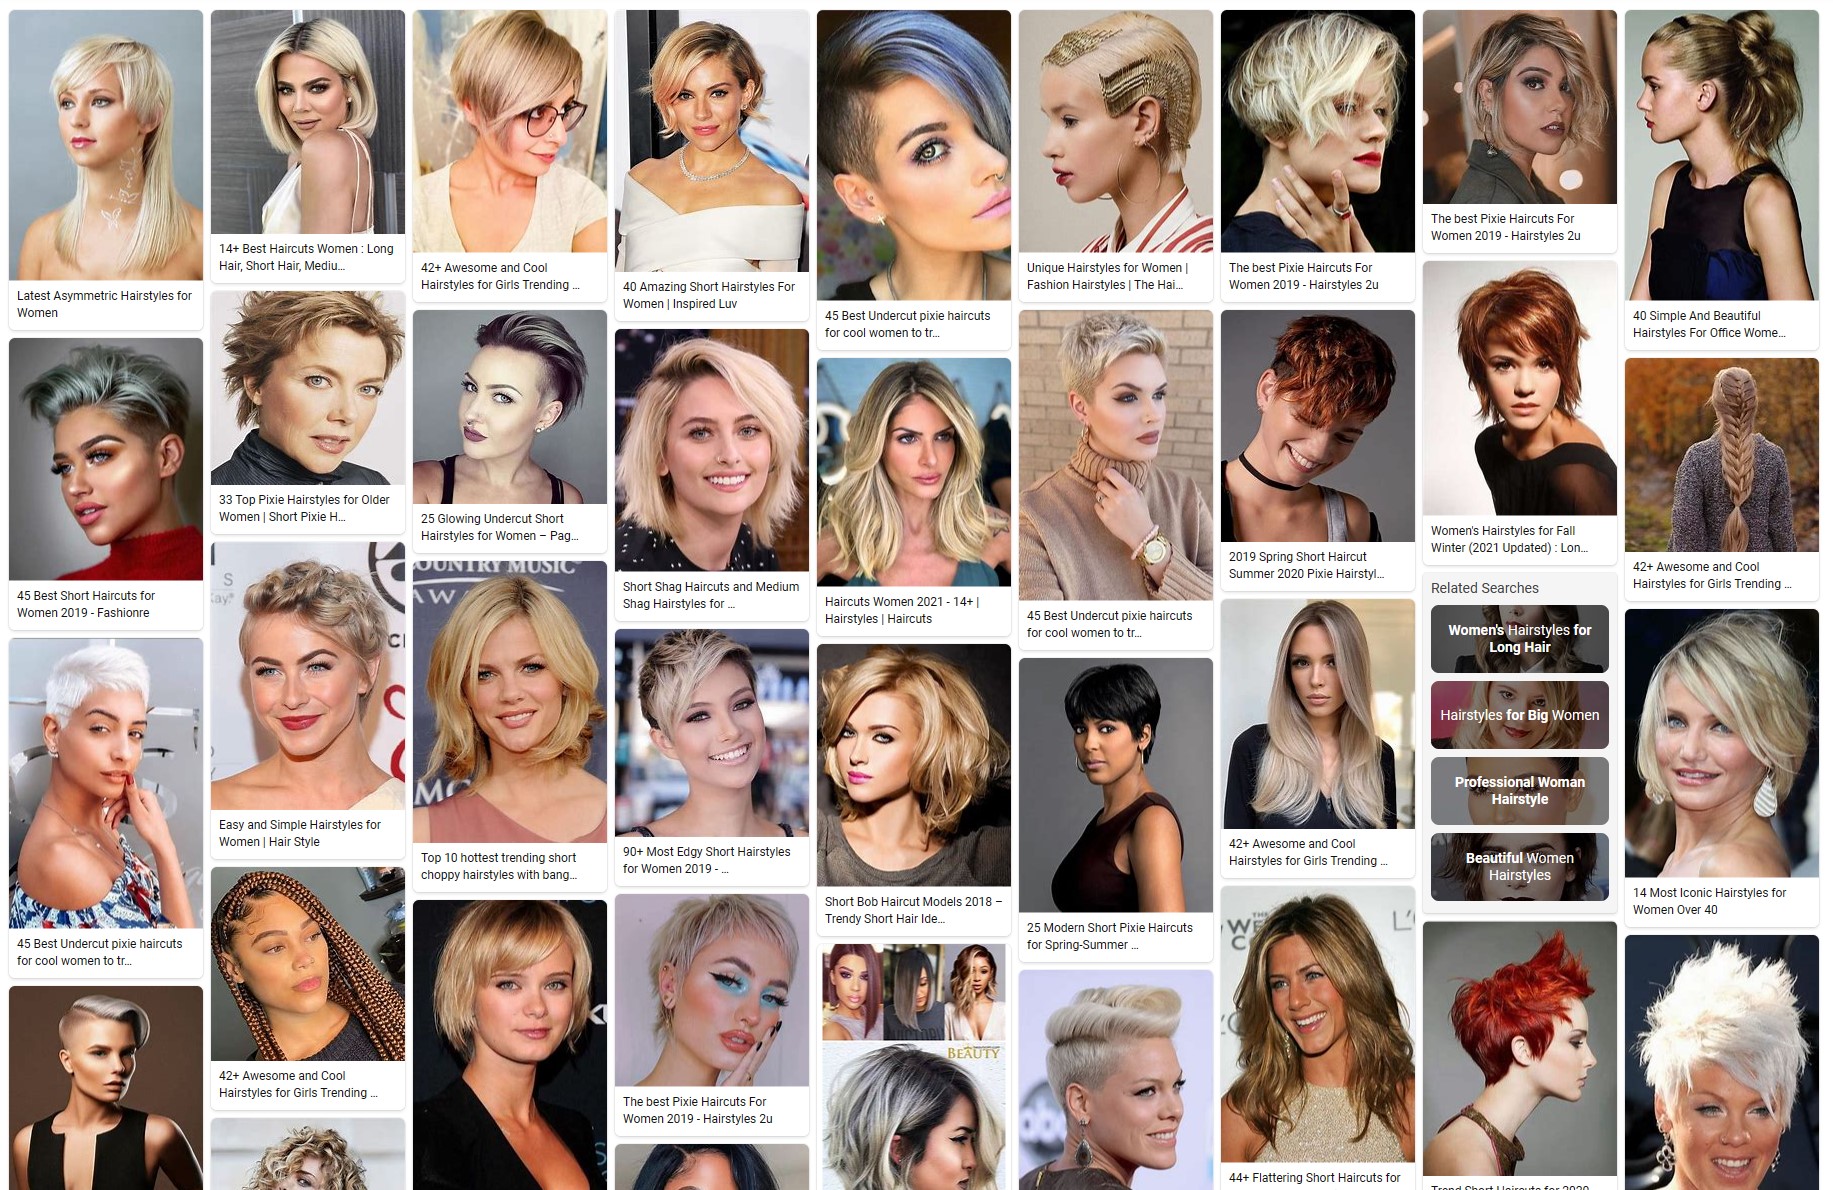 Latest Asymmetric Hairstyles for
Women
45 Best Short Haircuts for
Women 2019 - Fashionre
45 Best Undercut pixie haircuts
for cool women to tr...
14+ Best Haircuts Women : Long
Hair, Short Hair, Mediu...
33 Top Pixie Hairstyles for Older
Women | Short Pixie H...
Easy and Simple Hairstyles for
Women | Hair Style
42+ Awesome and Cool
Hairstyles for Girls Trending ...
42+ Awesome and Cool
Hairstyles for Girls Trending ...
25 Glowing Undercut Short
Hairstyles for Women – Pag...
COUNTRY MUSIC
AWA
Top 10 hottest trending short
choppy hairstyles with bang...
40 Amazing Short Hairstyles For
Women | Inspired Luv
Short Shag Haircuts and Medium
Shag Hairstyles for ...
90+ Most Edgy Short Hairstyles
for Women 2019 - ...
The best Pixie Haircuts For
Women 2019 - Hairstyles 2u
45 Best Undercut pixie haircuts
for cool women to tr...
Haircuts Women 2021 - 14+ |
Hairstyles | Haircuts
Short Bob Haircut Models 2018 –
Trendy Short Hair Ide...
BEAUTY
Unique Hairstyles for Women |
Fashion Hairstyles | The Hai...
45 Best Undercut pixie haircuts
for cool women to tr...
25 Modern Short Pixie Haircuts
for Spring-Summer ...
The best Pixie Haircuts For
Women 2019 - Hairstyles 2u
2019 Spring Short Haircut
Summer 2020 Pixie Hairstyl...
42+ Awesome and Cool
Hairstyles for Girls Trending ...
44+ Flattering Short Haircuts for
The best Pixie Haircuts For
Women 2019 - Hairstyles 2u
Women's Hairstyles for Fall
Winter (2021 Updated) : Lon...
Related Searches
Women's Hairstyles for
Long Hair
Hairstyles for Big Women
Professional Woman
Hairstyle
Beautiful Women
Hairstyles
Trend Short Haircuts for 2020
40 Simple And Beautiful
Hairstyles For Office Wome...
42+ Awesome and Cool
Hairstyles for Girls Trending ...
14 Most Iconic Hairstyles for
Women Over 40